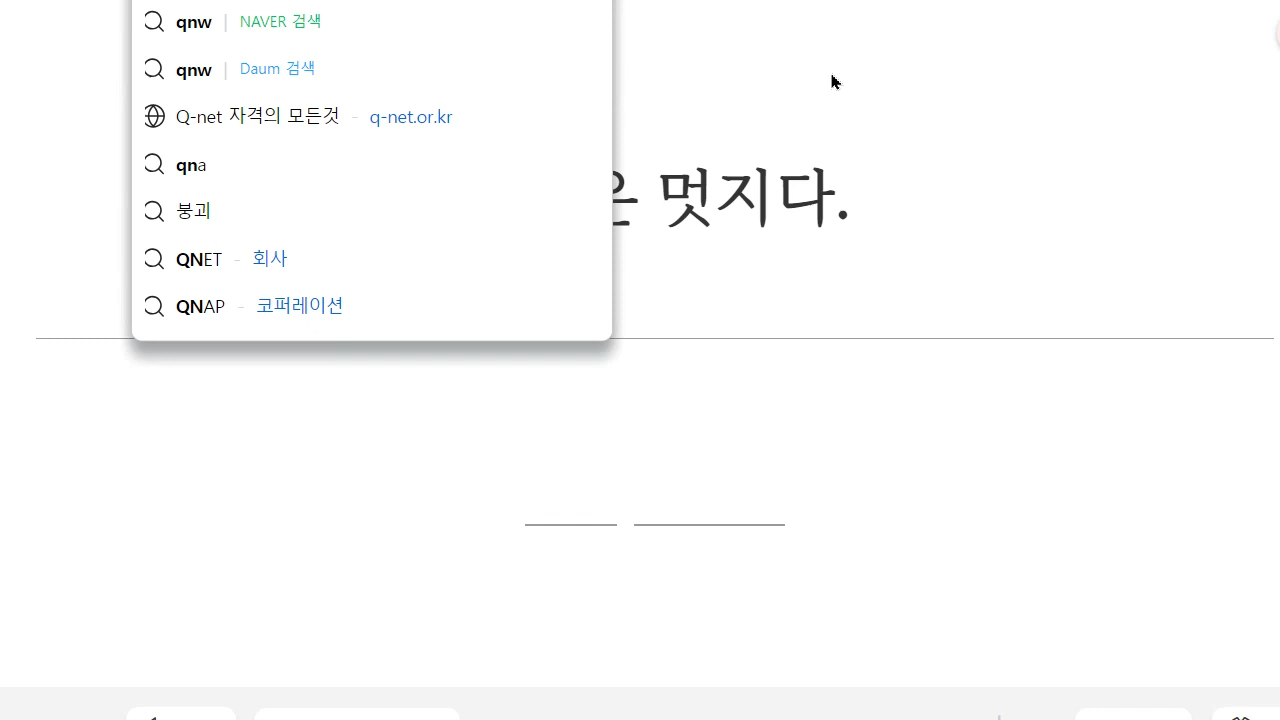 qnw | NAVER 검색
qnw | Daum 검색
Q-net 자격의 모든것 - q-net.or.kr
qna
은 멋지다.
붕괴
QNET - 회사
QNAP - 코퍼레이션